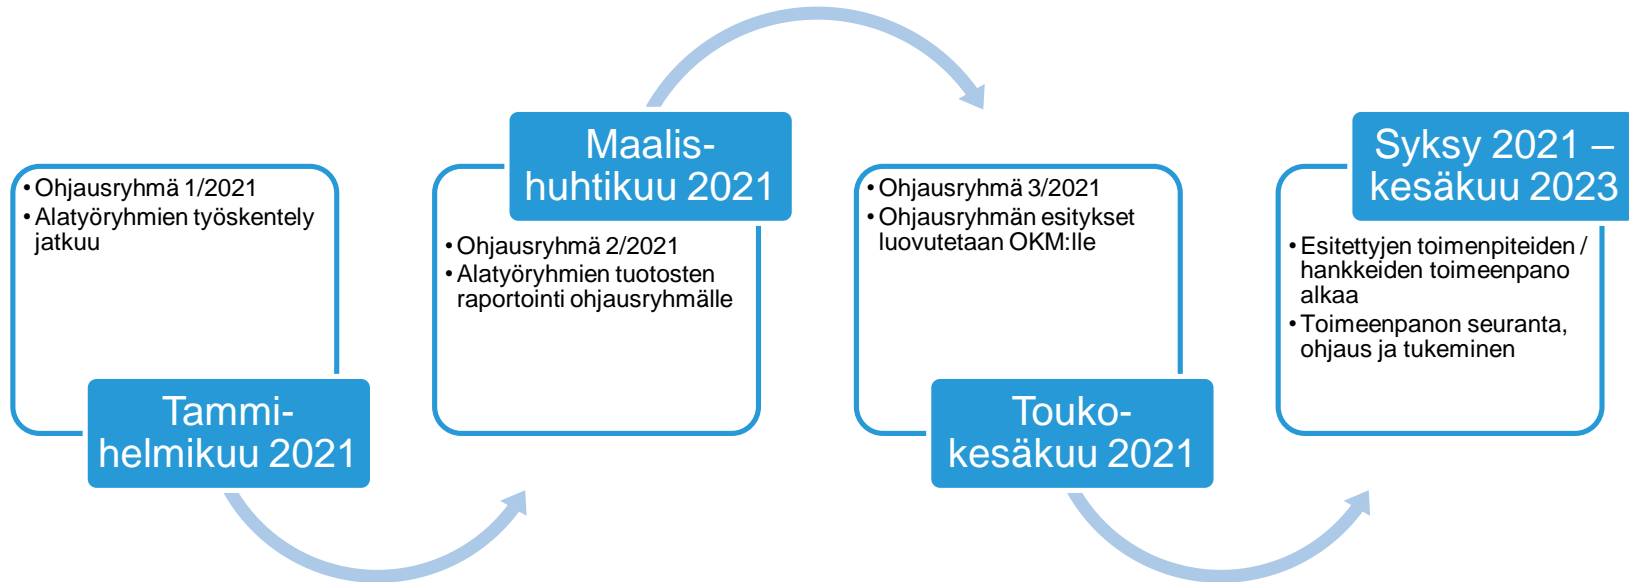 • Ohjausryhmä 1/2021
• Alatyöryhmien työskentely
jatkuu
Tammi-
helmikuu 2021
Maalis-
huhtikuu 2021
• Ohjausryhmä 2/2021
• Alatyöryhmien tuotosten
raportointi ohjausryhmälle
• Ohjausryhmä 3/2021
• Ohjausryhmän esitykset
luovutetaan OKM:lle
Touko-
kesäkuu 2021
Syksy 2021 –
kesäkuu 2023
• Esitettyjen toimenpiteiden /
hankkeiden toimeenpano
alkaa
• Toimeenpanon seuranta,
ohjaus ja tukeminen